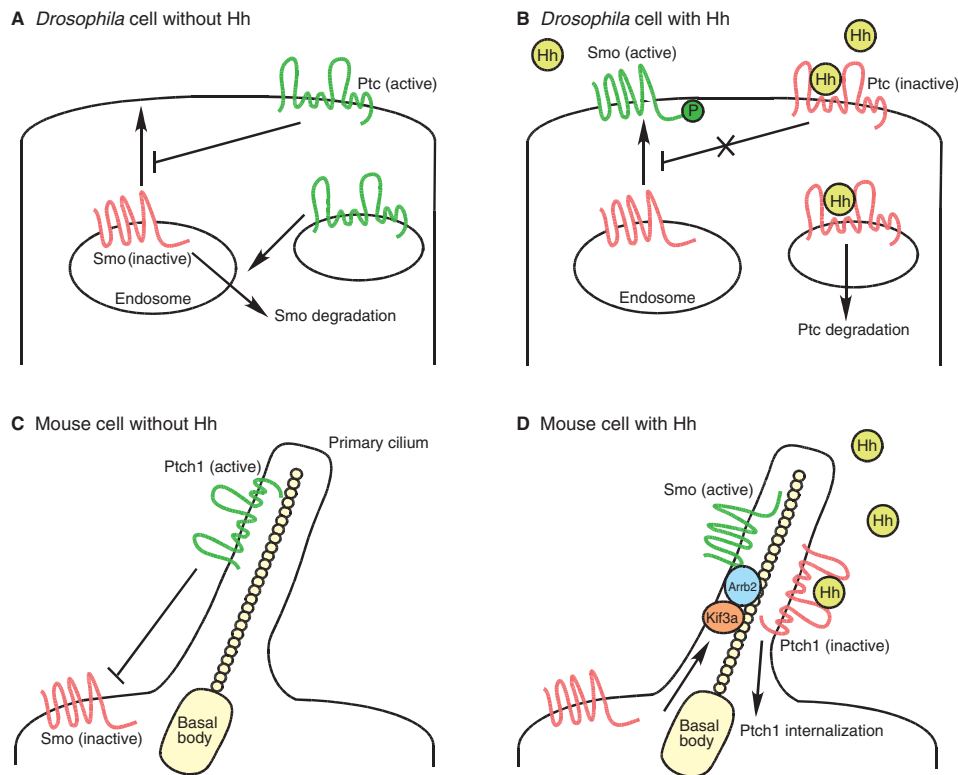 A Drosophila cell without Hh
Ptc (active)
Smo (inactive)
Endosome
Smo degradation
B Drosophila cell with Hh
Hh
Hh
Smo (active)
Hh
Ptc (inactive)
P
Hh
Endosome
Ptc degradation
C Mouse cell without Hh
Primary cilium
Ptch1 (active)
Smo (inactive)
Basal
body
D Mouse cell with Hh
Hh
Smo (active)
Hh
Arrb2
Hh
Kif3a
Ptch1 (inactive)
Basal
body
Ptch1 internalization